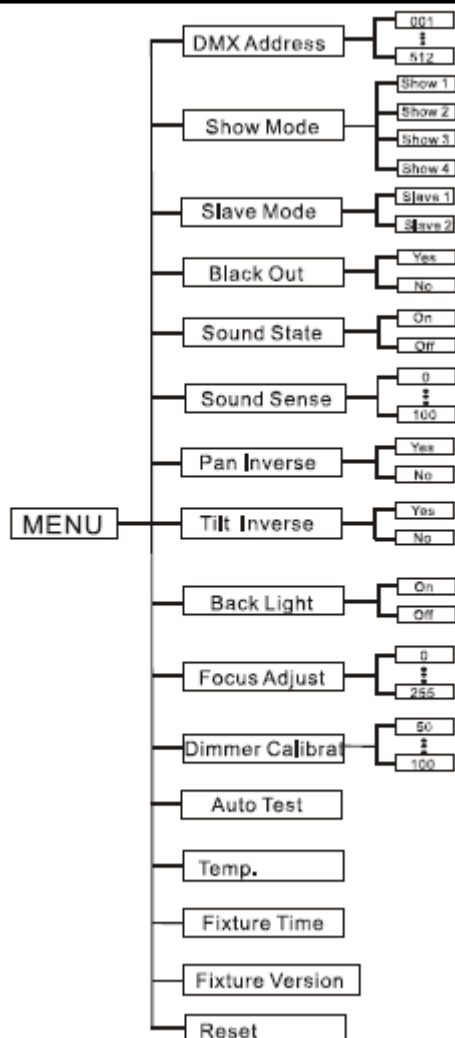 MENU
DMX Address
001
512
Show Mode
Show 1
Show 2
Show 3
Show 4
Slave Mode
Slave 1
Slave 2
Black Out
Yes
No
Sound State
On
Off
Sound Sense
0
100
Pan Inverse
Yes
No
Tilt Inverse
Yes
No
Back Light
On
Off
Focus Adjust
0
255
Dimmer Calibrat
50
100
Auto Test
Temp.
Fixture Time
Fixture Version
Reset